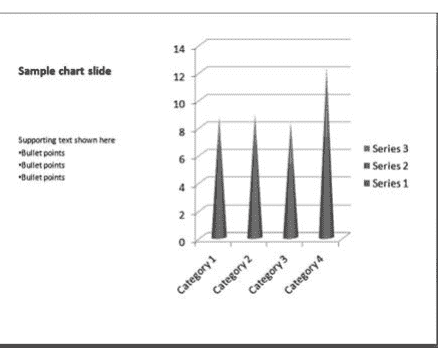 Sample chart slide
Supporting text shown here
•Bullet points
•Bullet points
•Bullet points
14
12
10
8
6
4
2
0
Category 1
Category 2
Category 3
Category 4
Series 3
Series 2
Series 1